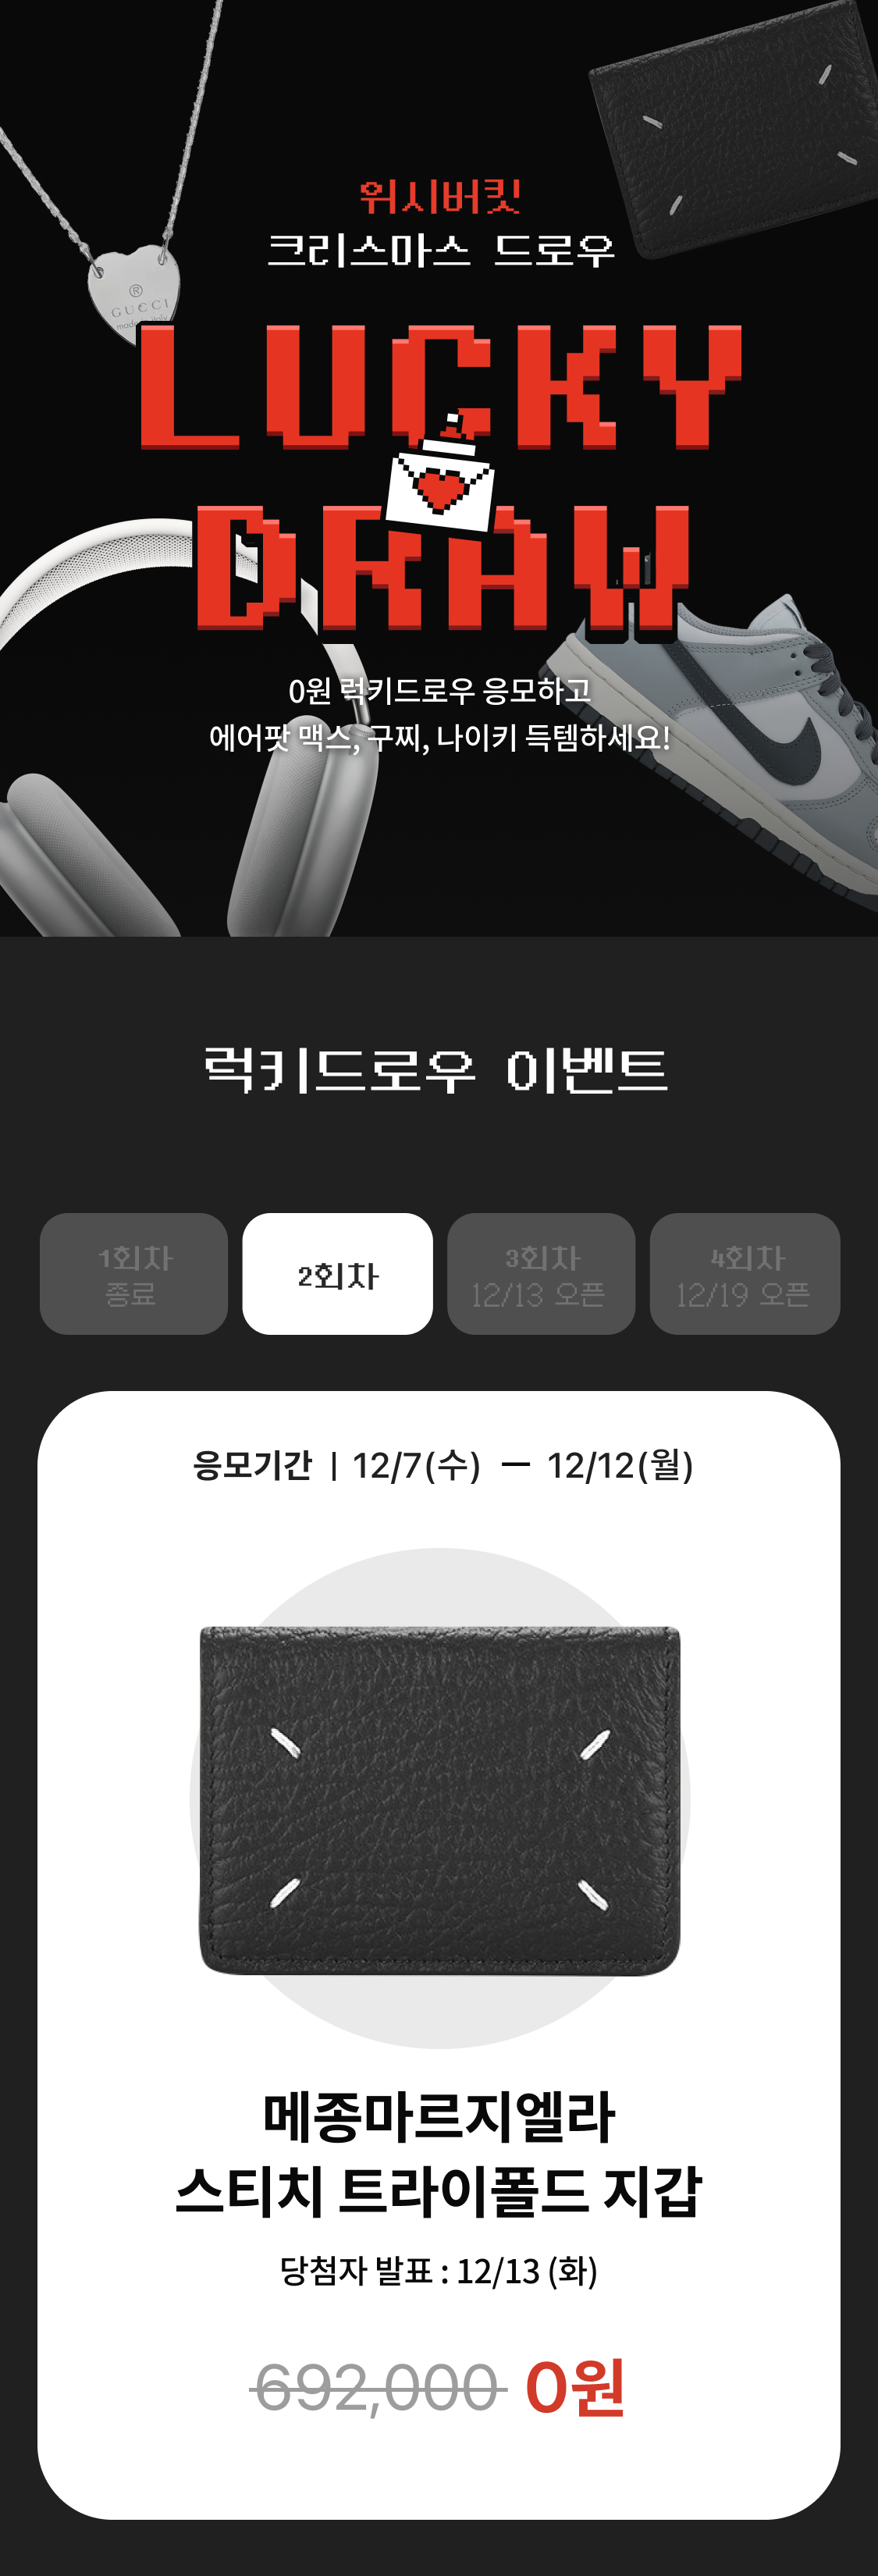 위시버킷
크리스마스 드로우
®
GUCCI
made in Italy
LUCKY
DRAW
0원 럭키드로우 응모하고
에어팟 맥스, 구찌, 나이키 득템하세요!
럭키드로우 이벤트
1회차
종료
2회차
3회차
12/13 오픈
4회차
12/19 오픈
응모기간 | 12/7(수) — 12/12(월)
메종마르지엘라
스티치 트라이폴드 지갑
당첨자 발표 : 12/13 (화)
692,000 0원